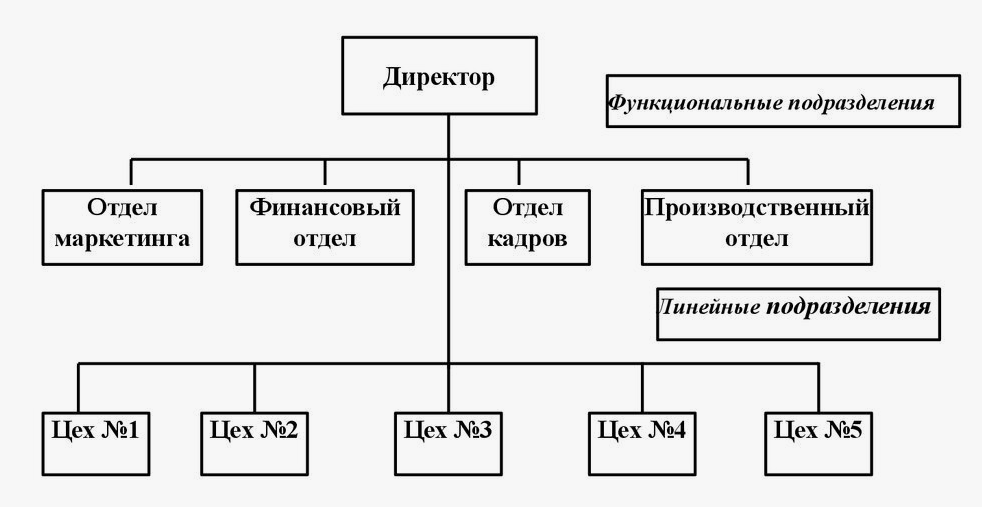 Директор
Функциональные подразделения
Отдел
маркетинга
Финансовый
отдел
Отдел
кадров
Производственный
отдел
Линейные подразделения
Цех №1
Цех №2
Цех №3
Цех №4
Цех №5